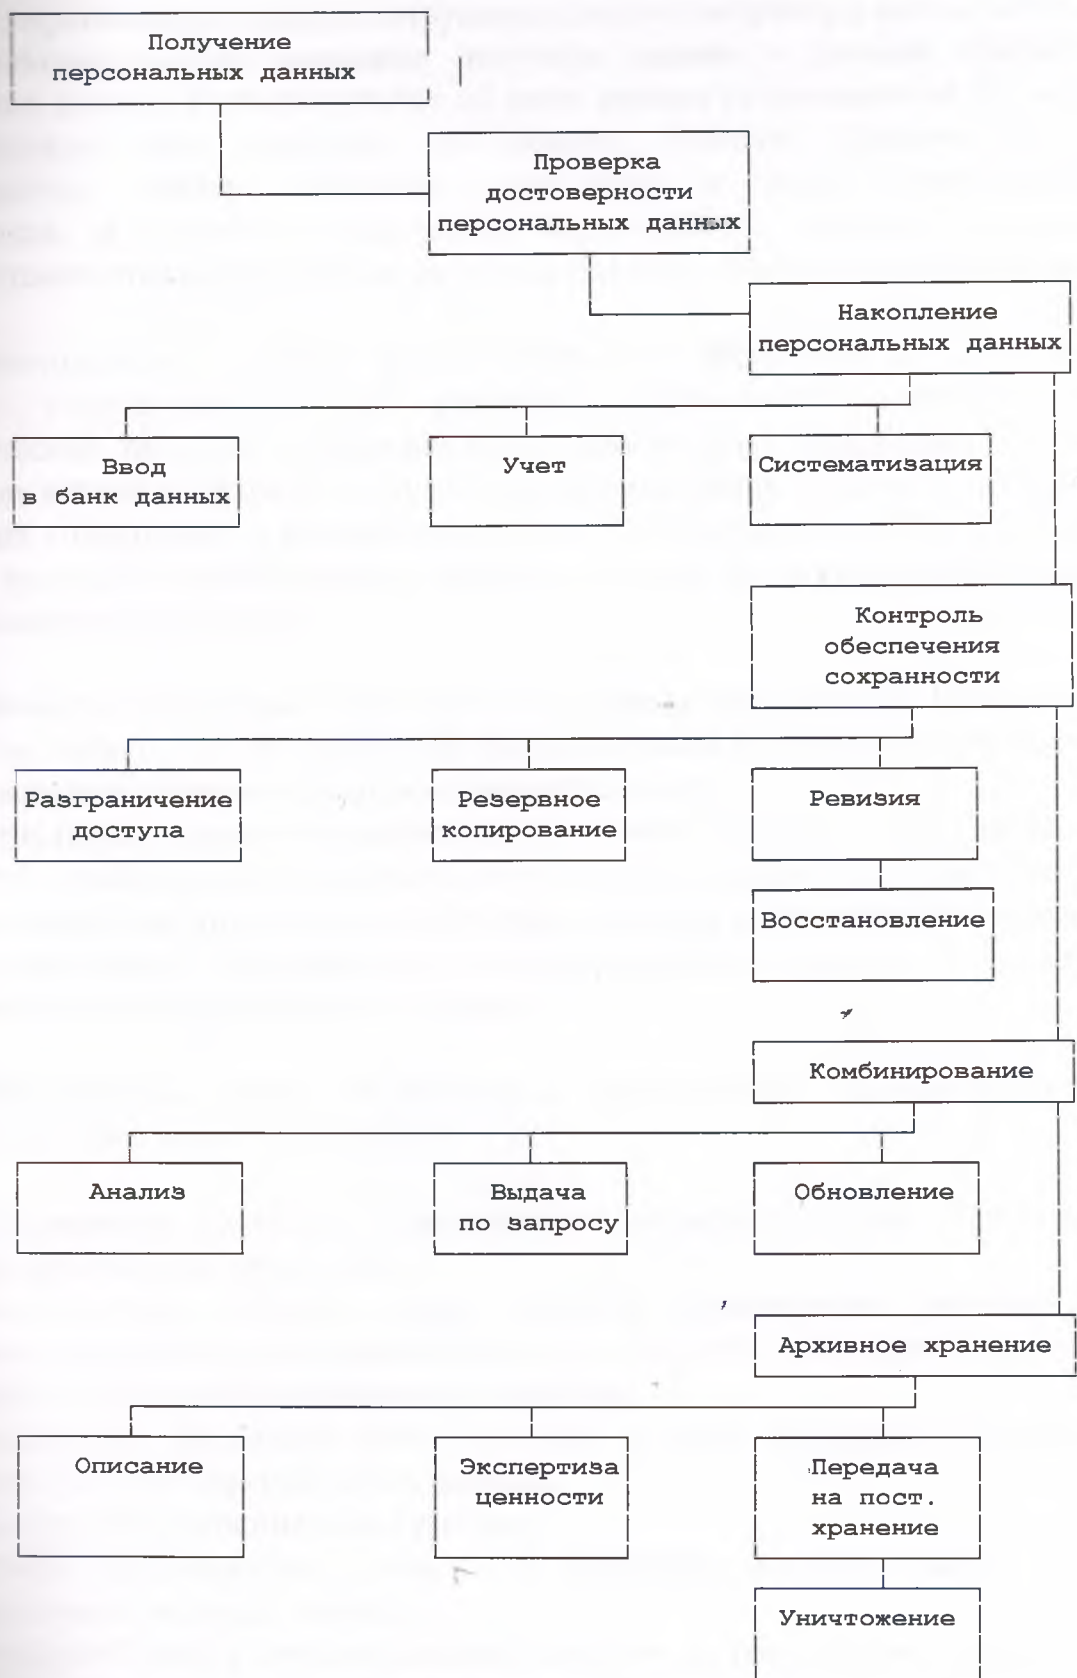 Получение
персональных данных
Проверка
достоверности
персональных данных
Накопление
персональных данных
Ввод
в банк данных
Учет
Систематизация
Контроль
обеспечения
сохранности
Разграничение
доступа
Резервное
копирование
Ревизия
Восстановление
Комбинирование
Анализ
Выдача
по запросу
Обновление
Архивное хранение
Описание
Экспертиза
ценности
Передача
на пост.
хранение
Уничтожение